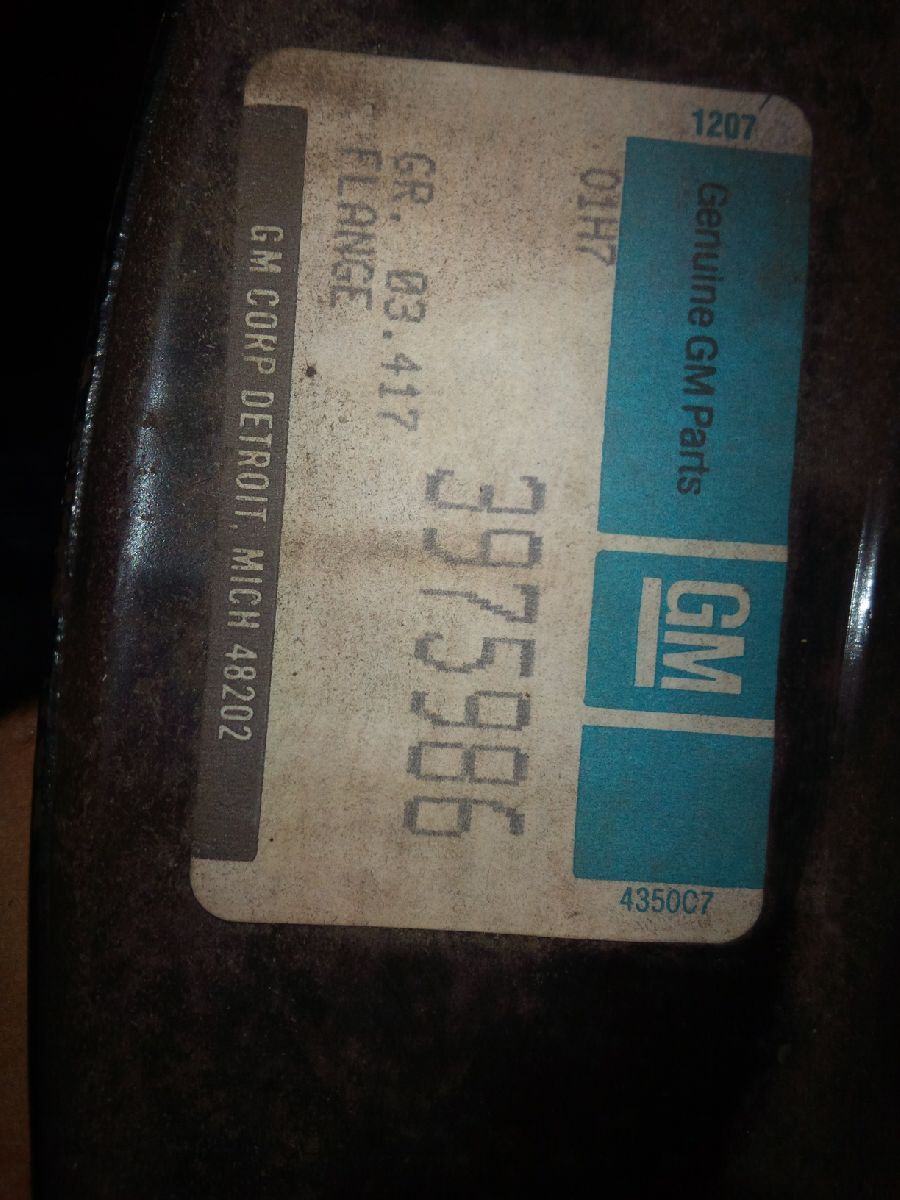 1207
Genuine GM Parts GM
4350C7
01H7
3975986
GR. 03.417
FLANGE
GM CORP DETROIT, MICH 48202